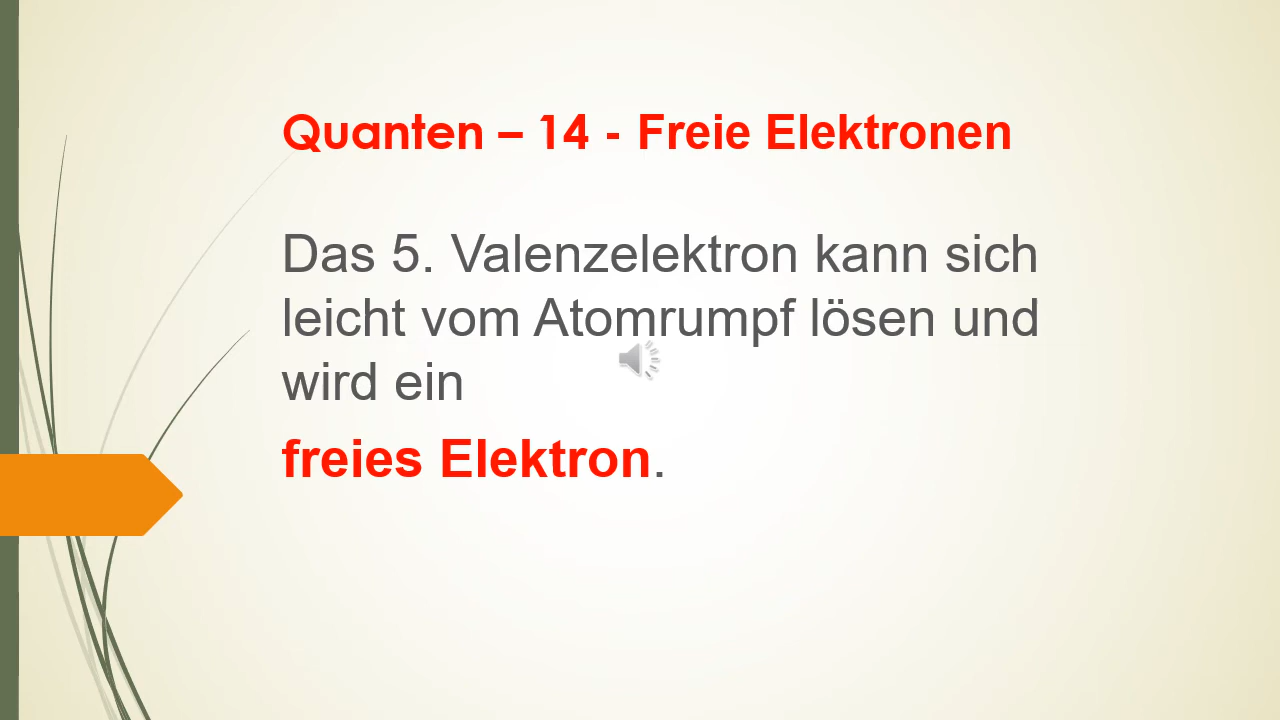 Quanten – 14 - Freie Elektronen
Das 5. Valenzelektron kann sich
leicht vom Atomrumpf lösen und
wird ein
freies Elektron.